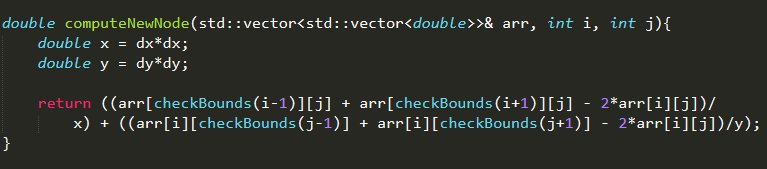 double computeNewNode(std::vector<std::vector<double>>& arr, int i, int j){
    double x = dx*dx;
    double y = dy*dy;
    return ((arr[checkBounds(i-1)][j] + arr[checkBounds(i+1)][j] - 2*arr[i][j])/
        x) + ((arr[i][checkBounds(j-1)] + arr[i][checkBounds(j+1)] - 2*arr[i][j])/y);
}